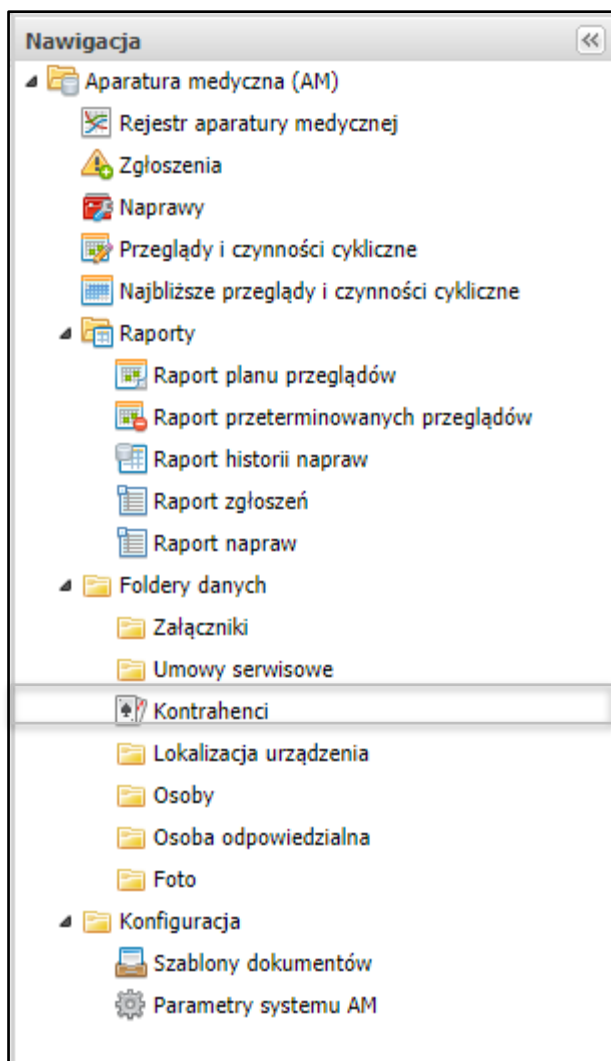 Nawigacja
Aparatura medyczna (AM)
Rejestr aparatury medycznej
Zgłoszenia
Naprawy
Przeglądy i czynności cykliczne
Najbliższe przeglądy i czynności cykliczne
Raporty
Raport planu przeglądów
Raport przeterminowanych przeglądów
Raport historii napraw
Raport zgłoszeń
Raport napraw
Foldery danych
Załączniki
Umowy serwisowe
Kontrahenci
Lokalizacja urządzenia
Osoby
Osoba odpowiedzialna
Foto
Konfiguracja
Szablony dokumentów
Parametry systemu AM